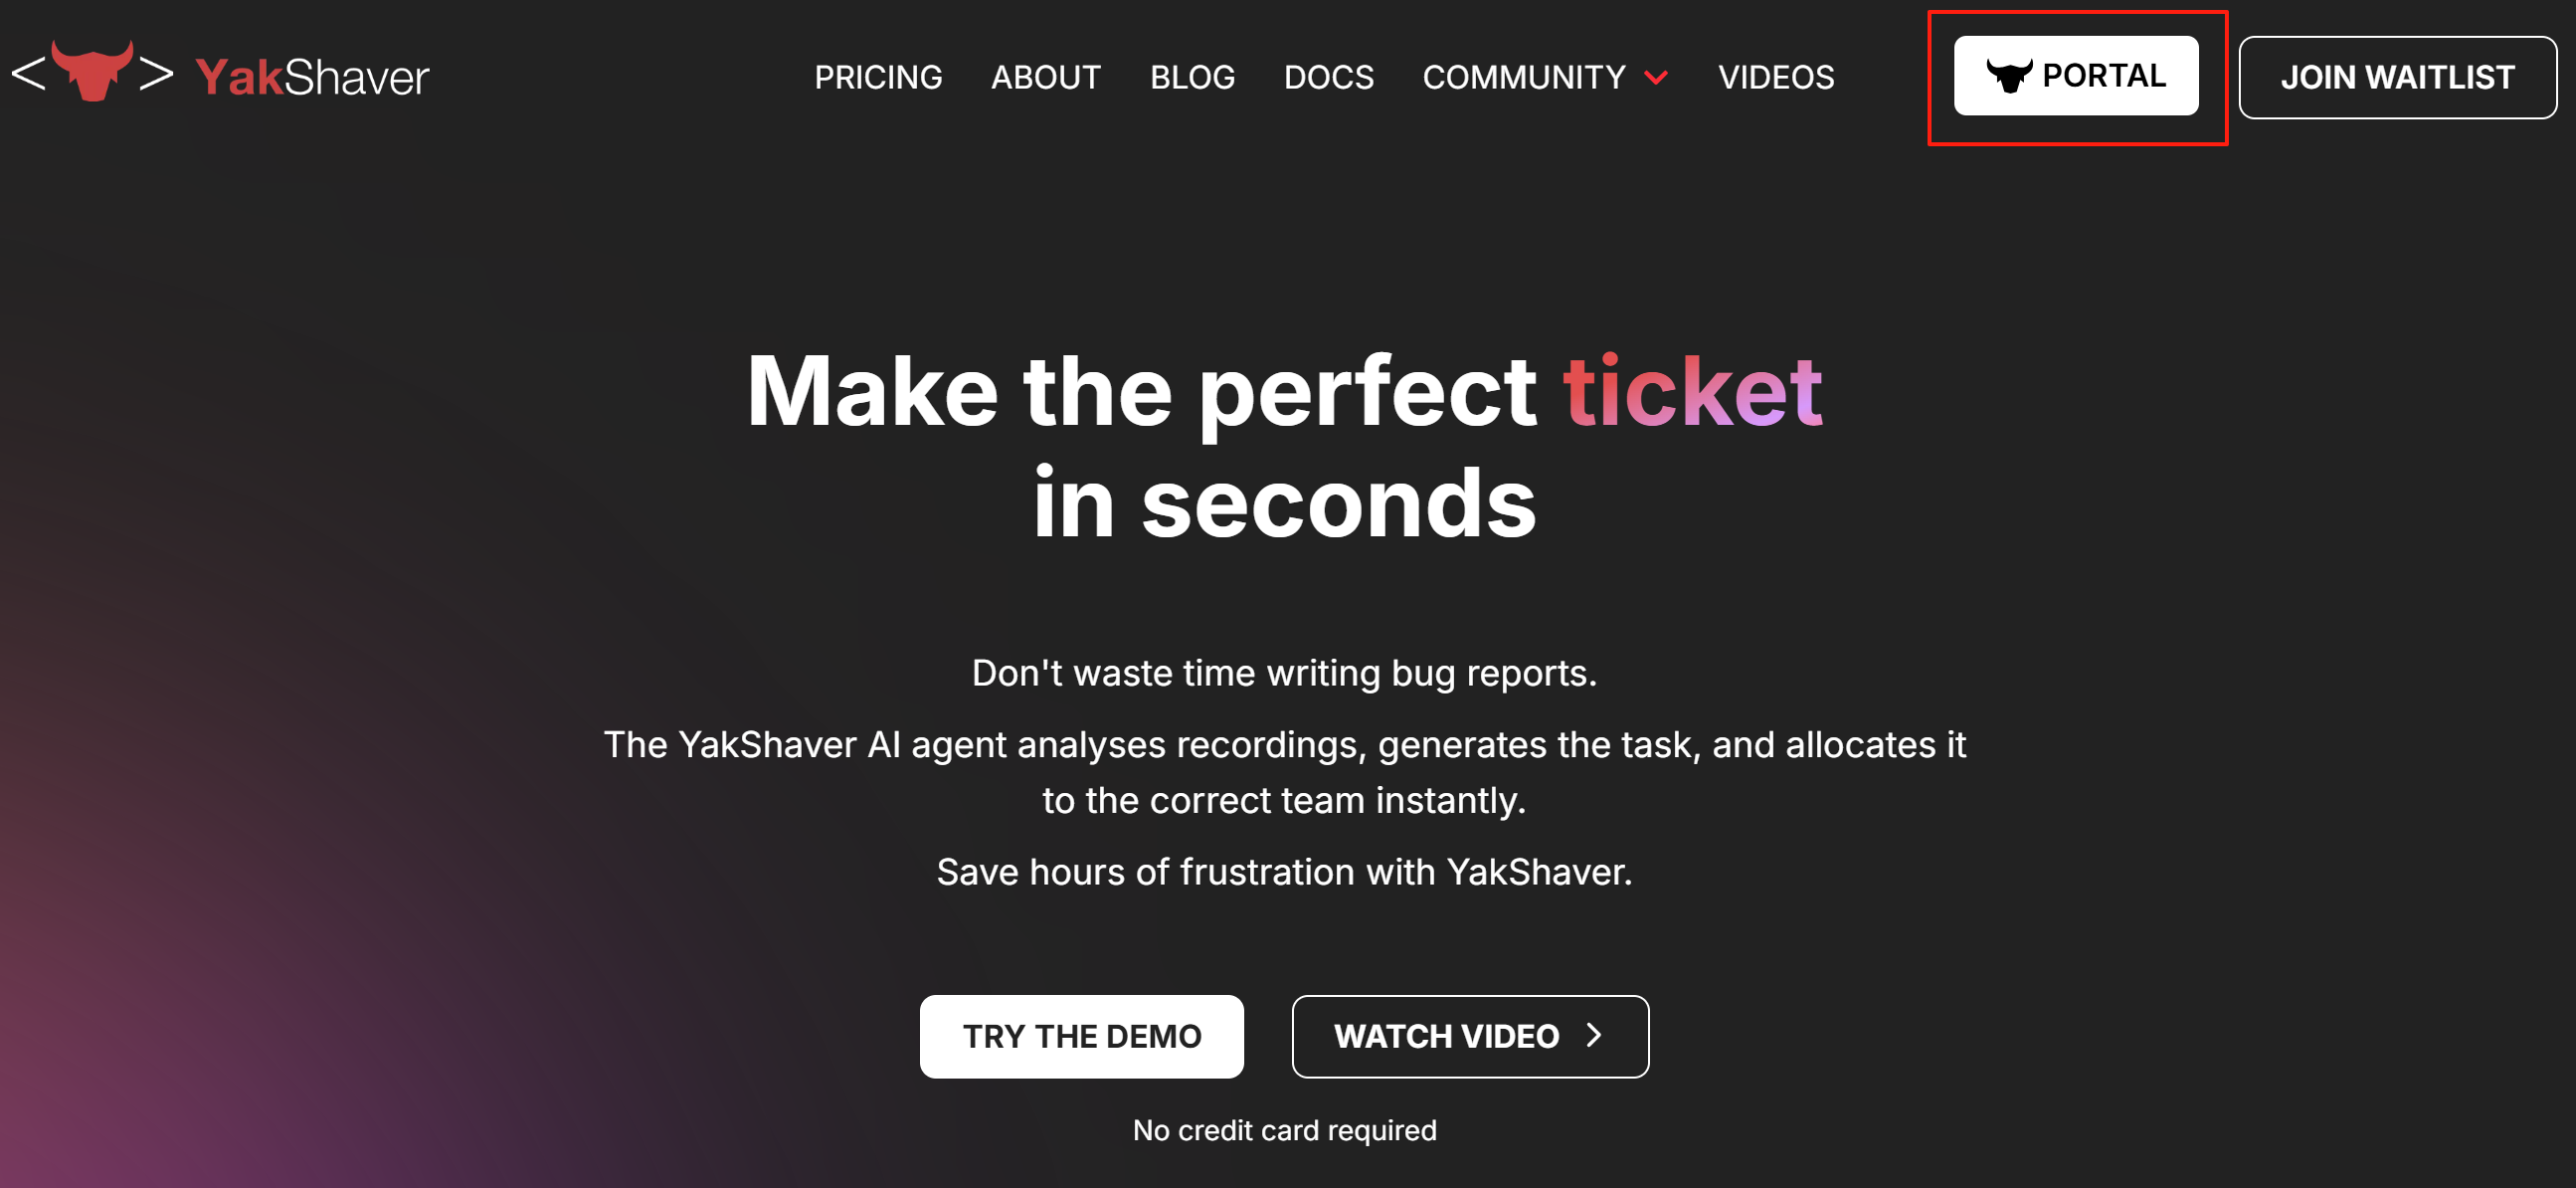 YakShaver
PRICING
ABOUT
BLOG
DOCS
COMMUNITY
VIDEOS
PORTAL
JOIN WAITLIST
Make the perfect ticket
in seconds
Don't waste time writing bug reports.
The YakShaver AI agent analyses recordings, generates the task, and allocates it
to the correct team instantly.
Save hours of frustration with YakShaver.
TRY THE DEMO
WATCH VIDEO
No credit card required